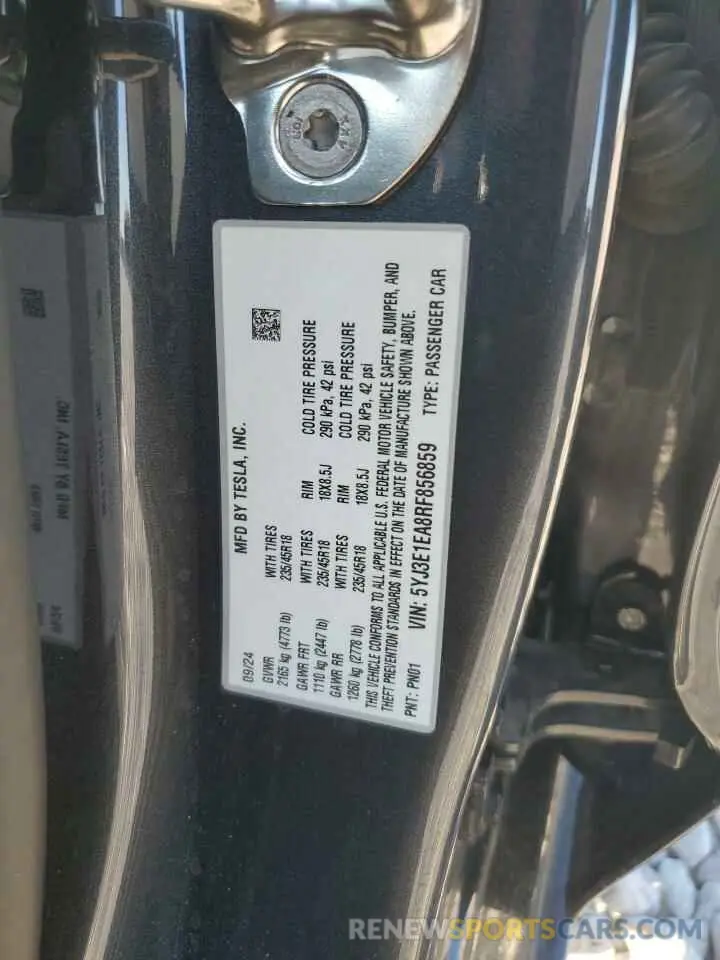 MFD BY TESLA, INC.
09/24
GVWR WITH TIRES
2165 kg (4773 lb) 235/45R18
GAWR FRT WITH TIRES RIM COLD TIRE PRESSURE
1110 kg (2447 lb) 235/45R18 18X8.5J 290 kPa, 42 psi
GAWR RR WITH TIRES RIM COLD TIRE PRESSURE
1260 kg (2778 lb) 235/45R18 18X8.5J 290 kPa, 42 psi
THIS VEHICLE CONFORMS TO ALL APPLICABLE U.S. FEDERAL MOTOR VEHICLE SAFETY, BUMPER, AND
THEFT PREVENTION STANDARDS IN EFFECT ON THE DATE OF MANUFACTURE SHOWN ABOVE.
PNT: PN01 VIN: 5YJ3E1EA8RF856859 TYPE: PASSENGER CAR
RENEWSPORTSCARS.COM